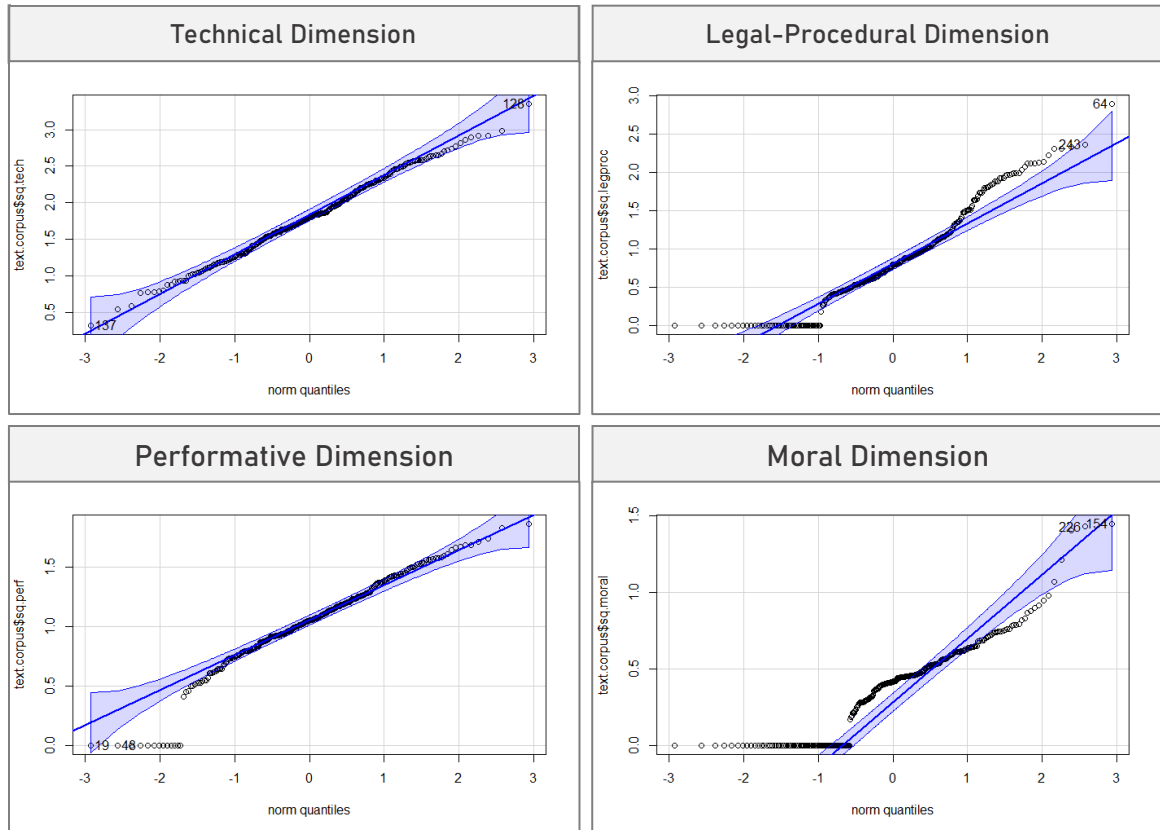 Technical Dimension
text.corpus$sq.tech
3.0
2.5
2.0
1.5
1.0
0.5
128
137
-3 -2 -1 0 1 2 3
norm quantiles
Legal-Procedural Dimension
text.corpus$sq.legproc
3.0
2.5
2.0
1.5
1.0
0.5
0.0
64
243
-3 -2 -1 0 1 2 3
norm quantiles
Performative Dimension
text.corpus$sq.perf
1.5
1.0
0.5
0.0
19 48
-3 -2 -1 0 1 2 3
norm quantiles
Moral Dimension
text.corpus$sq.moral
1.5
1.0
0.5
0.0
226 154
-3 -2 -1 0 1 2 3
norm quantiles